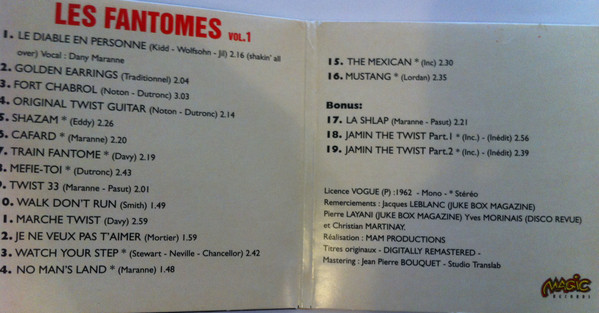 LES FANTOMES VOL.1
1. LE DIABLE EN PERSONNE (Kidd - Wolfsohn - Jil) 2.16 (shakin' all
over) Vocal : Dany Maranne
2. GOLDEN EARRINGS (Traditionnel) 2.04
3. FORT CHABROL (Noton - Dutronc) 3.03
4. ORIGINAL TWIST GUITAR (Noton - Dutronc) 2.14
5. SHAZAM * (Eddy) 2.26
6. CAFARD * (Maranne) 2.20
7. TRAIN FANTOME * (Davy) 2.19
8. MEFIE-TOI * (Dutronc) 2.43
9. TWIST 33 (Maranne - Pasut) 2.01
0. WALK DON'T RUN (Smith) 1.49
1. MARCHE TWIST (Davy) 2.59
2. JE NE VEUX PAS T'AIMER (Mortier) 1.59
3. WATCH YOUR STEP * (Stewart - Neville - Chancellor) 2.42
4. NO MAN'S LAND * (Maranne) 1.48
15. THE MEXICAN * (Inc) 2.30
16. MUSTANG * (Lordan) 2.35
Bonus:
17. LA SHLAP (Maranne - Pasut) 2.21
18. JAMIN THE TWIST Part.1 * (Inc.) - (Inédit) 2.56
19. JAMIN THE TWIST Part.2 * (Inc.) - (Inédit) 2.39
Licence VOGUE (P) :1962 - Mono - * Stéréo
Remerciements : Jacques LEBLANC (JUKE BOX MAGAZINE)
Pierre LAYANI (JUKE BOX MAGAZINE) Yves MORINAIS (DISCO REVUE)
et Christian MARTINAY.
Réalisation : MAM PRODUCTIONS
Titres originaux - DIGITALLY REMASTERED -
Mastering : Jean Pierre BOUQUET - Studio Translab
MAGIC
RECORDS